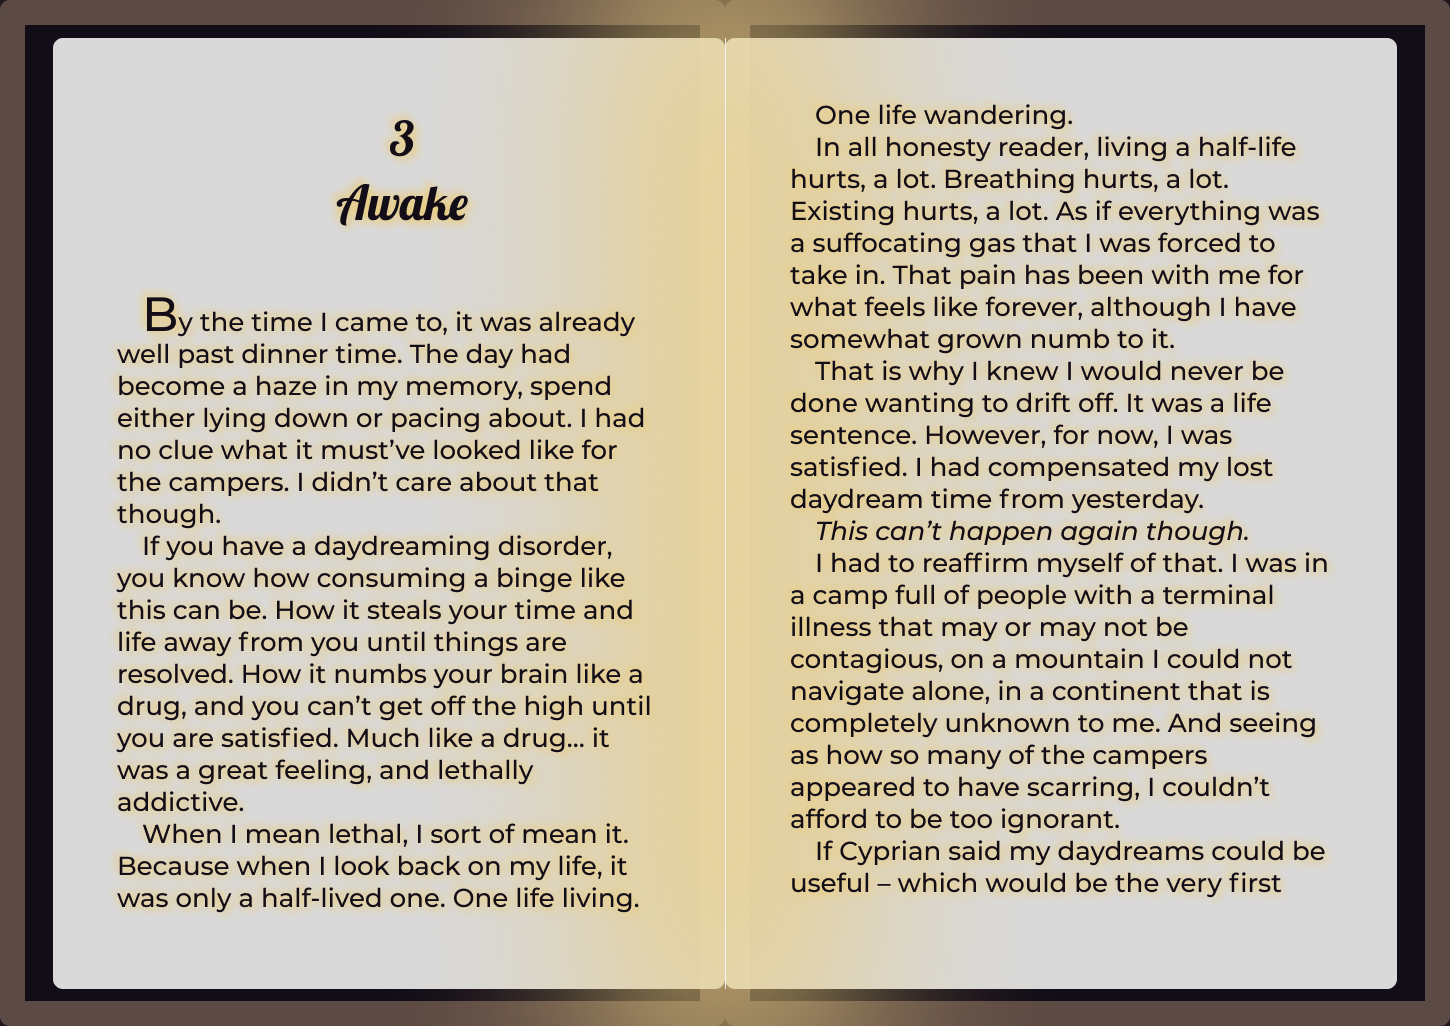 3
Awake
By the time I came to, it was already
well past dinner time. The day had
become a haze in my memory, spend
either lying down or pacing about. I had
no clue what it must’ve looked like for
the campers. I didn’t care about that
though.
If you have a daydreaming disorder,
you know how consuming a binge like
this can be. How it steals your time and
life away from you until things are
resolved. How it numbs your brain like a
drug, and you can’t get off the high until
you are satisfied. Much like a drug... it
was a great feeling, and lethally
addictive.
When I mean lethal, I sort of mean it.
Because when I look back on my life, it
was only a half-lived one. One life living.
One life wandering.
In all honesty reader, living a half-life
hurts, a lot. Breathing hurts, a lot.
Existing hurts, a lot. As if everything was
a suffocating gas that I was forced to
take in. That pain has been with me for
what feels like forever, although I have
somewhat grown numb to it.
That is why I knew I would never be
done wanting to drift off. It was a life
sentence. However, for now, I was
satisfied. I had compensated my lost
daydream time from yesterday.
This can’t happen again though.
I had to reaffirm myself of that. I was in
a camp full of people with a terminal
illness that may or may not be
contagious, on a mountain I could not
navigate alone, in a continent that is
completely unknown to me. And seeing
as how so many of the campers
appeared to have scarring, I couldn’t
afford to be too ignorant.
If Cyprian said my daydreams could be
useful – which would be the very first